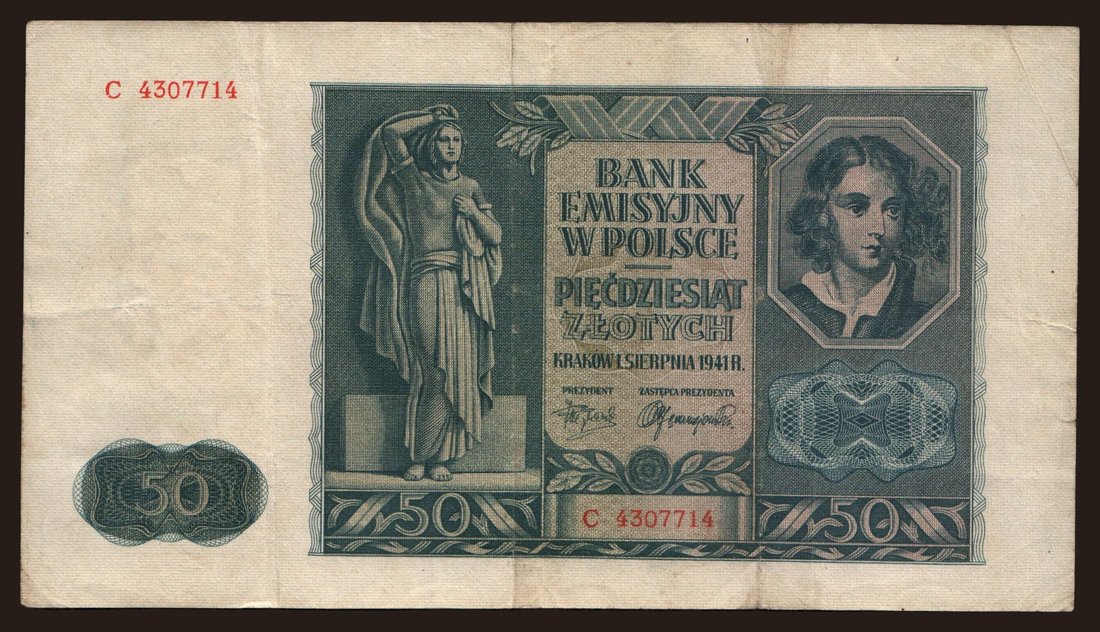 C 4307714
BANK
EMISYJNY
W POLSCE
PIĘĆDZIESIĄT
ZŁOTYCH
KRAKÓW 1. SIERPNIA 1941 R.
PREZYDENT ZASTĘPCA PREZYDENTA
50
50
C 4307714
50